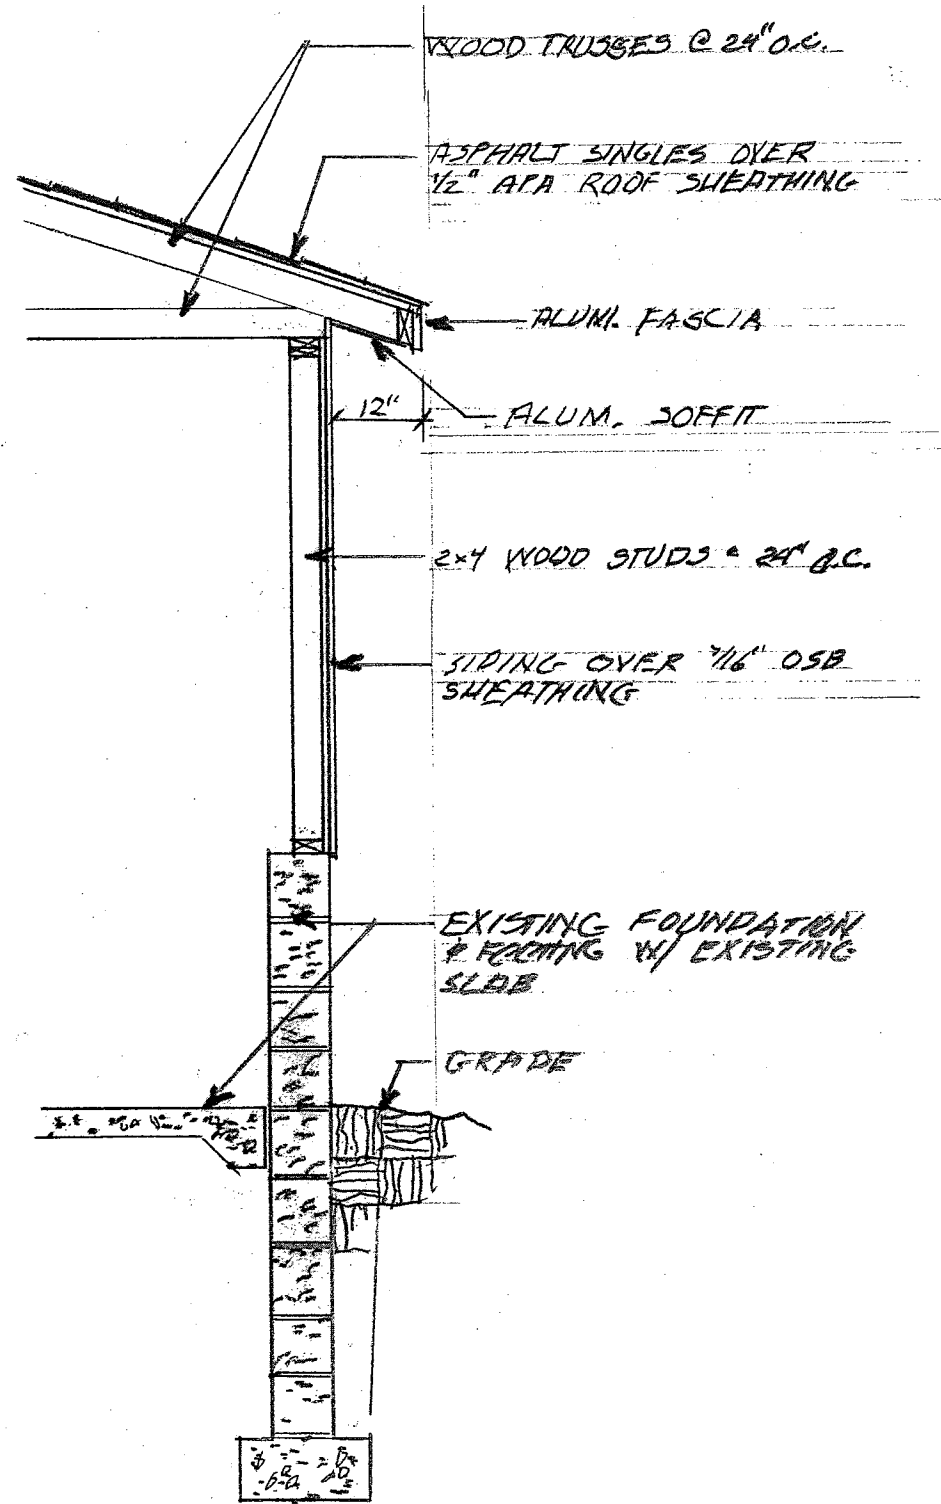 WOOD TRUSSES @ 24" O.C.
ASPHALT SINGLES OVER
1/2" APA ROOF SHEATHING
ALUM. FASCIA
12"
ALUM. SOFFIT
2x4 WOOD STUDS @ 24" O.C.
SIDING OVER 7/16" OSB
SHEATHING
EXISTING FOUNDATION
& FOOTING W/ EXISTING
SLAB
GRADE